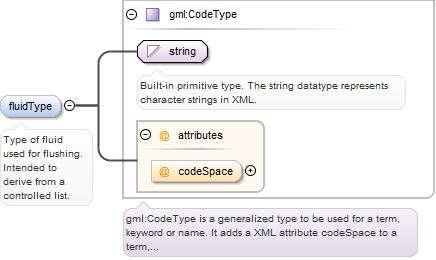 gml:CodeType
string
Built-in primitive type. The string datatype represents
character strings in XML.
fluidType
Type of fluid
used for flushing.
Intended to
derive from a
controlled list.
@ attributes
@ codeSpace
gml:CodeType is a generalized type to be used for a term,
keyword or name. It adds a XML attribute codeSpace to a
term,...